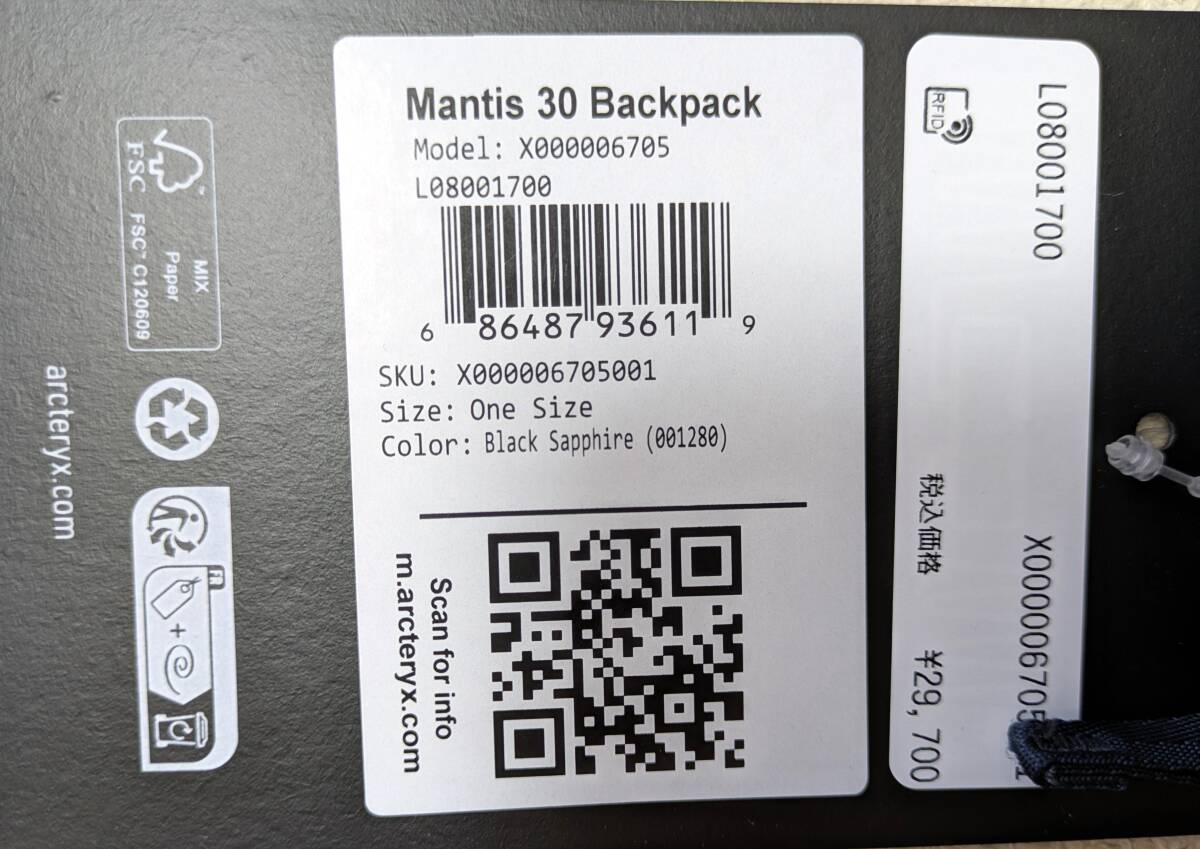 Mantis 30 Backpack
Model: X000006705
L08001700
6 86487 93611 9
SKU: X000006705001
Size: One Size
Color: Black Sapphire (001280)
Scan for info
m.arcteryx.com
RFID
L08001700
税込価格 ¥29,700
FSC
MIX
Paper
FSC™ C120609
arcteryx.com
FR
+